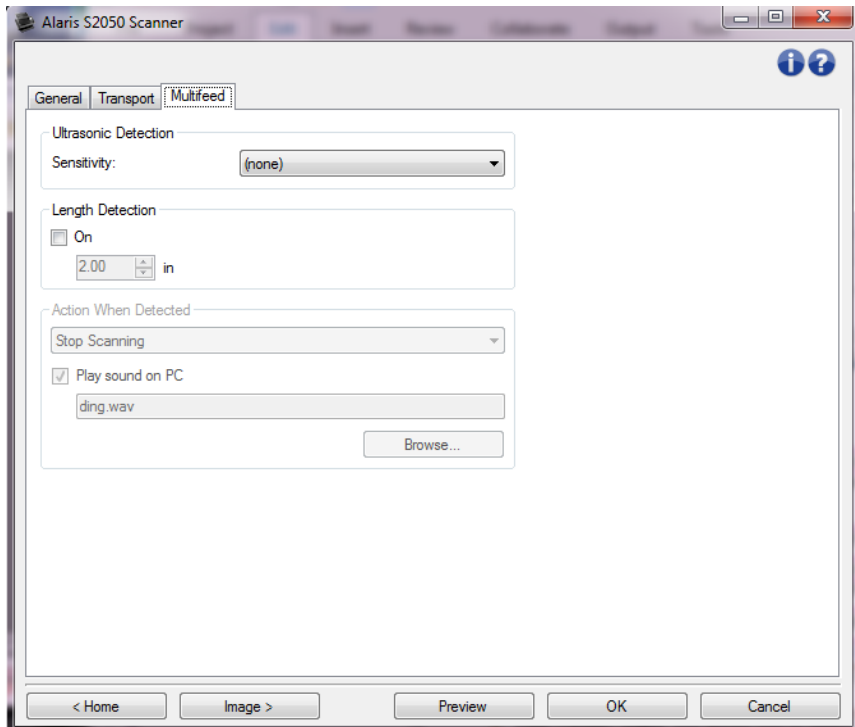 Alaris S2050 Scanner
General Transport Multifeed
Ultrasonic Detection
Sensitivity: (none)
Length Detection
On
2.00 in
Action When Detected
Stop Scanning
Play sound on PC
ding.wav
Browse...
< Home Image > Preview OK Cancel